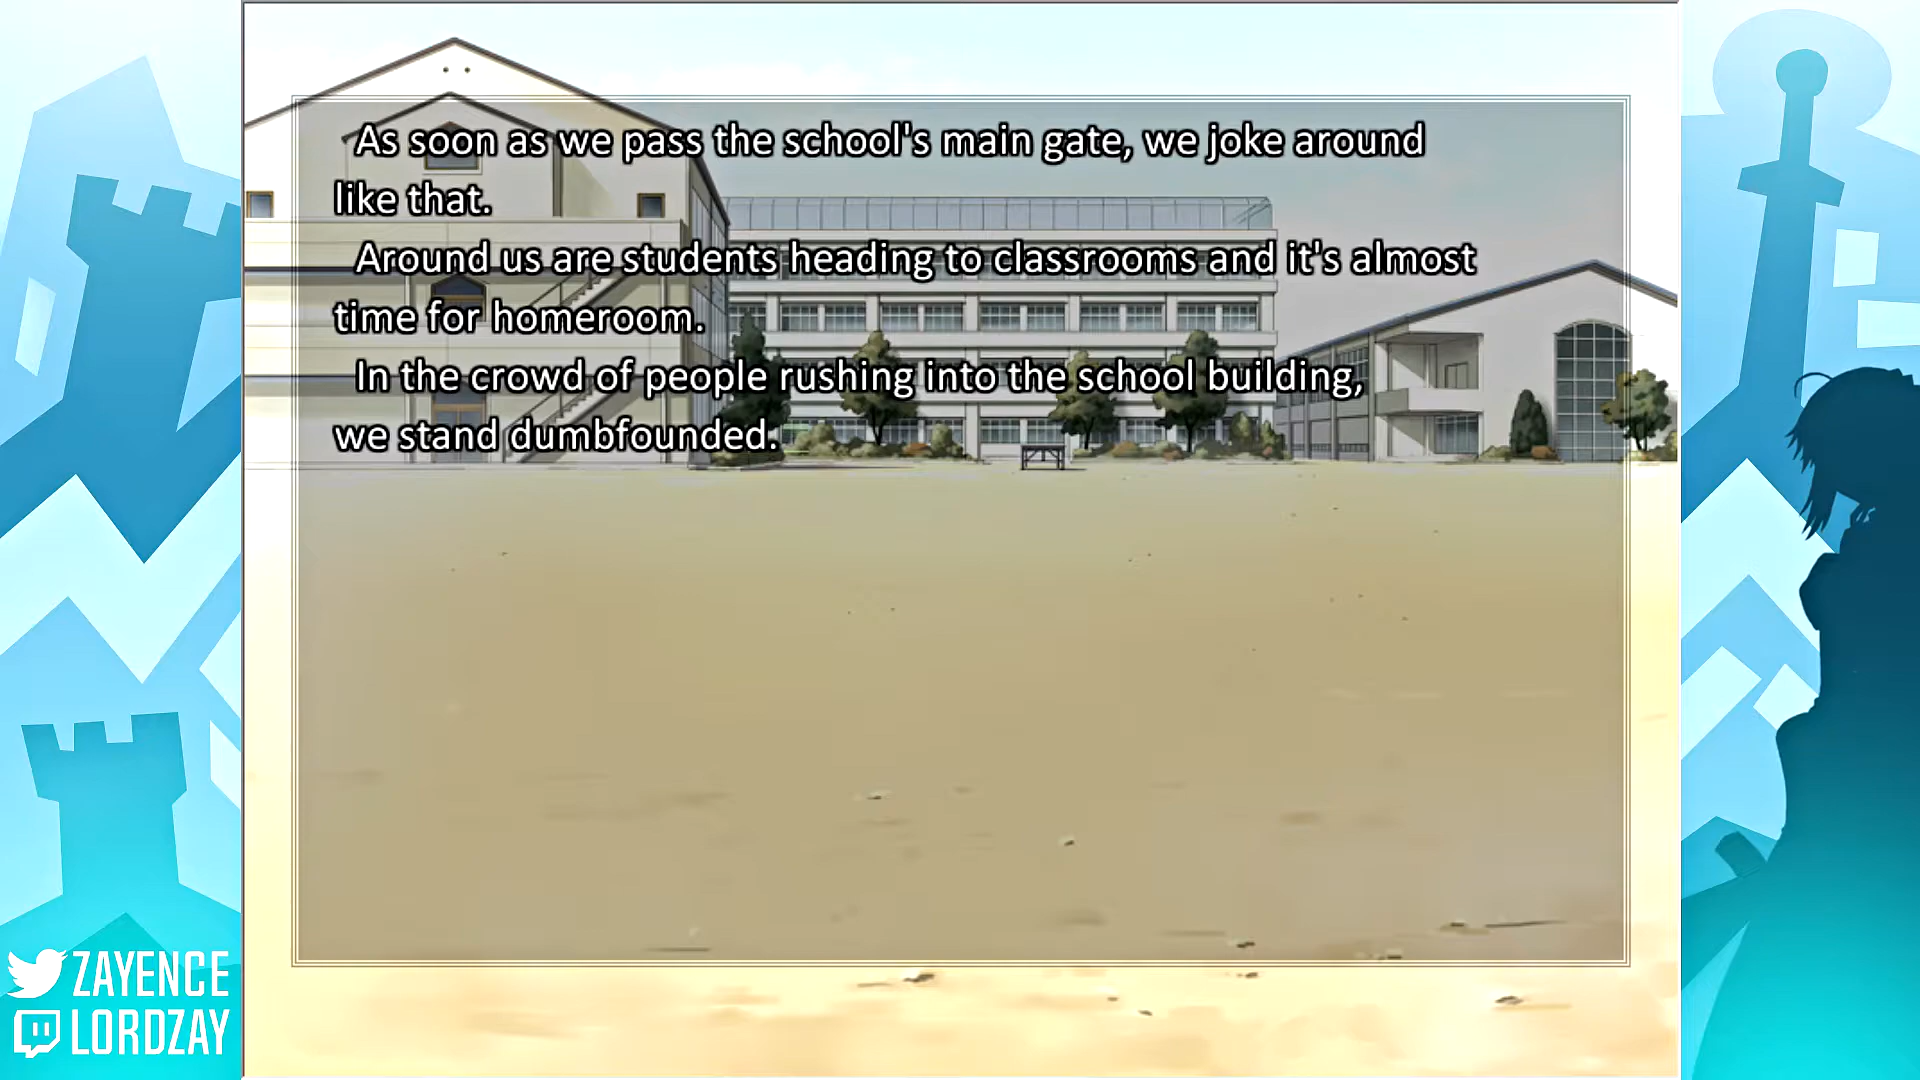 As soon as we pass the school's main gate, we joke around
like that.
Around us are students heading to classrooms and it's almost
time for homeroom.
In the crowd of people rushing into the school building,
we stand dumbfounded.
ZAYENCE
LORDZAY